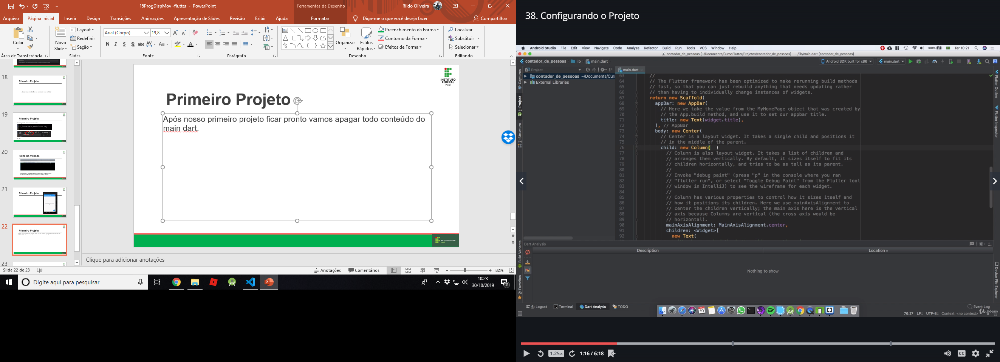 15ProgDispMov -flutter - PowerPoint
Ferramentas de Desenho
Rildo Oliveira
Arquivo
Página Inicial
Inserir
Design
Transições
Animações
Apresentação de Slides
Revisão
Exibir
Ajuda
Formatar
Diga-me o que você deseja fazer
Compartilhar
Colar
Novo
Slide
Layout
Redefinir
Seção
Arial (Corpo)
19,8
Organizar
Estilos
Rápidos
Preenchimento da Forma
Contorno da Forma
Efeitos de Forma
Localizar
Substituir
Selecionar
Área de Transferência
Slides
Fonte
Parágrafo
Desenho
Editando
18
Primeiro Projeto
19
Primeiro Projeto
20
Falha no VScode
21
Primeiro Projeto
22
Primeiro Projeto
23
INSTITUTO
FEDERAL
Piauí
Primeiro Projeto
Após nosso primeiro projeto ficar pronto vamos apagar todo conteúdo do
main dart.
INSTITUTO FEDERAL
Clique para adicionar anotações
Slide 22 de 23
Anotações
Comentários
82%
Digite aqui para pesquisar
10:23
30/10/2019
2
38. Configurando o Projeto
Android Studio File Edit View Navigate Code Analyze Refactor Build Run Tools VCS Window Help
100%
Ter 10:21
contador_de_pessoas [~/Documents/CursoFlutter/Projetos/contador_de_pessoas] - .../lib/main.dart [contador_de_pessoas]
contador_de_pessoas
lib
main.dart
Android SDK built for x86
main.dart
Project
main.dart
contador_de_pessoas ~/Documents/Curs
External Libraries
Captures
1: Project
Z: Structure
Build Variants
2: Favorites
Flutter Outline
Flutter Inspector
Device File Explorer
63 //
64 // The Flutter framework has been optimized to make rerunning build methods
65 // fast, so that you can just rebuild anything that needs updating rather
66 // than having to individually change instances of widgets.
67 return new Scaffold(
68 appBar: new AppBar(
69 // Here we take the value from the MyHomePage object that was created by
70 // the App.build method, and use it to set our appbar title.
71 title: new Text(widget.title),
72 ), // AppBar
73 body: new Center(
74 // Center is a layout widget. It takes a single child and positions it
75 // in the middle of the parent.
76 child: new Column(
77 // Column is also layout widget. It takes a list of children and
78 // arranges them vertically. By default, it sizes itself to fit its
79 // children horizontally, and tries to be as tall as its parent.
80 //
81 // Invoke "debug paint" (press "p" in the console where you ran
82 // "flutter run", or select "Toggle Debug Paint" from the Flutter tool
83 // window in IntelliJ) to see the wireframe for each widget.
84 //
85 // Column has various properties to control how it sizes itself and
86 // how it positions its children. Here we use mainAxisAlignment to
87 // center the children vertically; the main axis here is the vertical
88 // axis because Columns are vertical (the cross axis would be
89 // horizontal).
90 mainAxisAlignment: MainAxisAlignment.center,
91 children: <Widget>[
92 new Text(
Dart Analysis
Description
Location
Nothing to show
6: Logcat
Terminal
Dart Analysis
TODO
Event Log
76:27 LF÷ UTF-8÷ Context: <no context>
Udemy
1.25×
1:16 / 6:18
CC